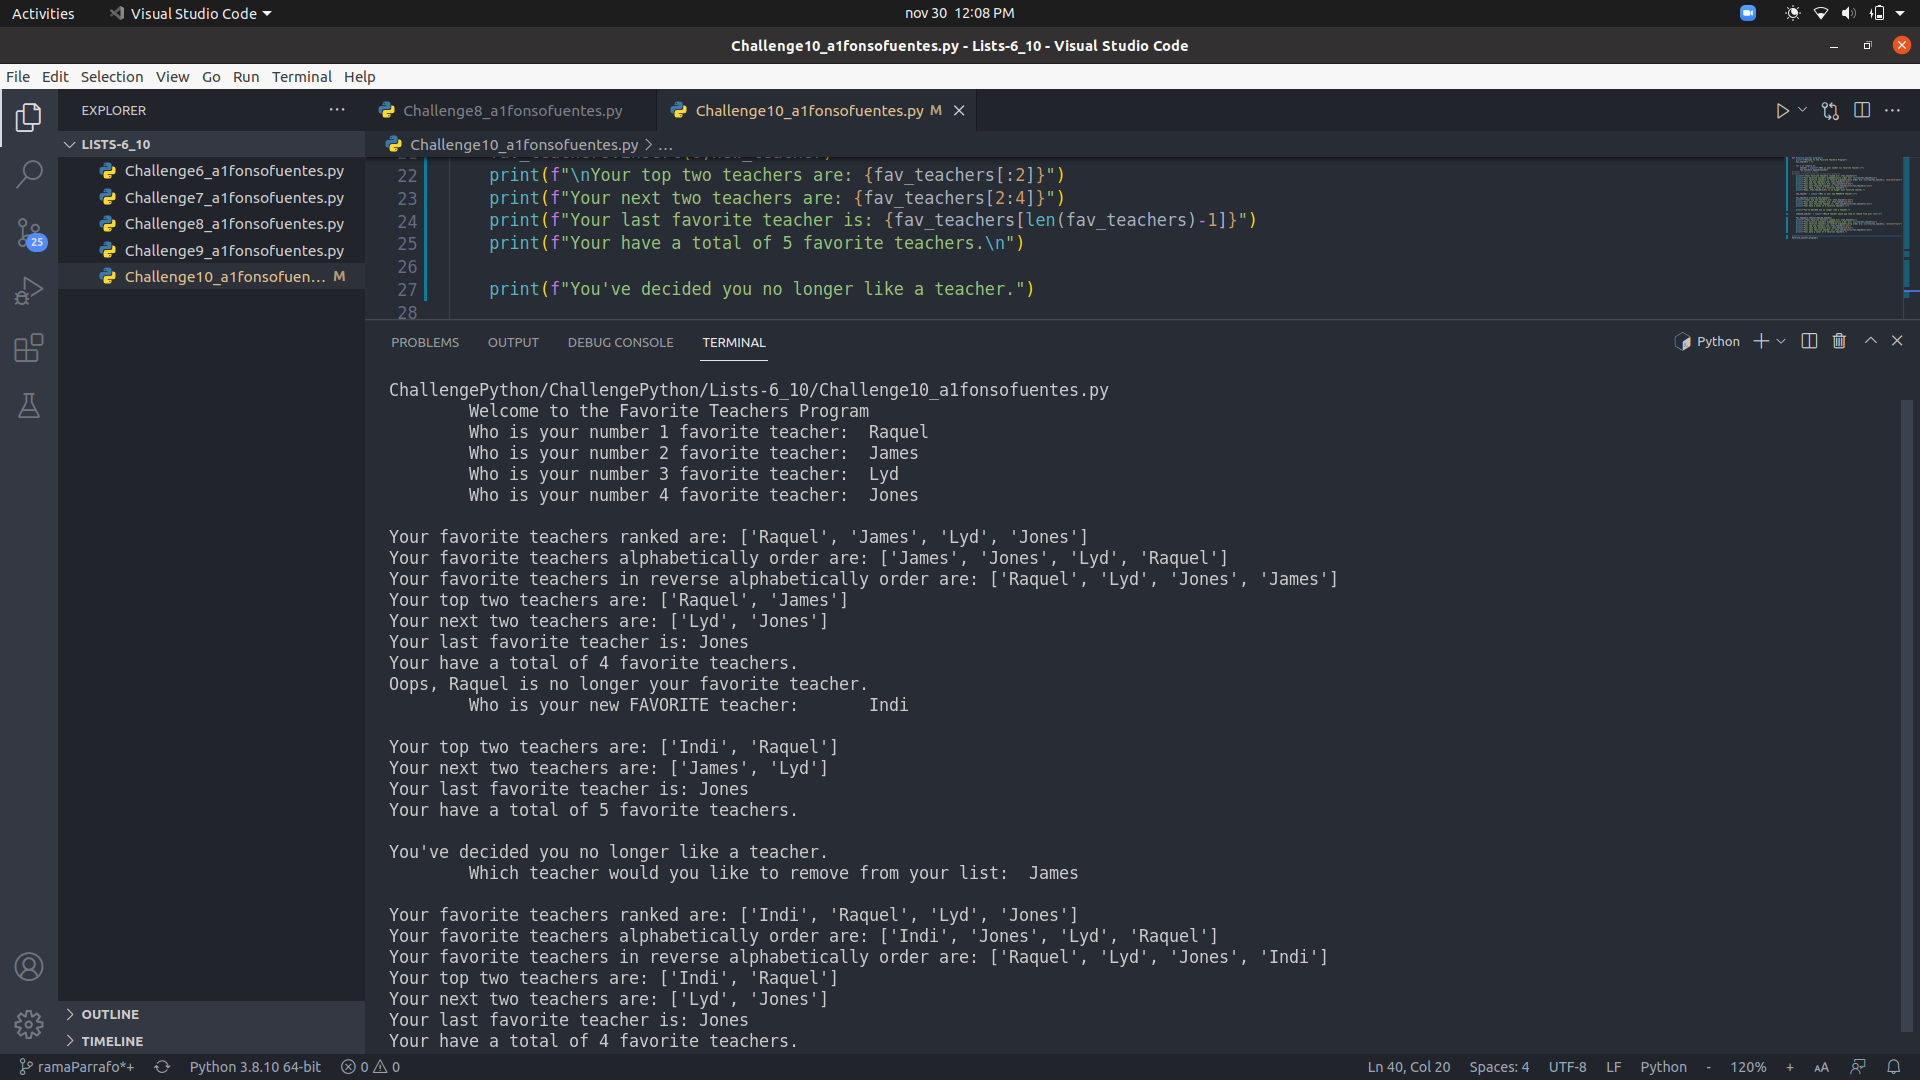 Activities
Visual Studio Code
nov 30 12:08 PM
Challenge10_a1fonsofuentes.py - Lists-6_10 - Visual Studio Code
File Edit Selection View Go Run Terminal Help
EXPLORER
LISTS-6_10
Challenge6_a1fonsofuentes.py
Challenge7_a1fonsofuentes.py
Challenge8_a1fonsofuentes.py
Challenge9_a1fonsofuentes.py
Challenge10_a1fonsofuen... M
25
OUTLINE
TIMELINE
Challenge8_a1fonsofuentes.py
Challenge10_a1fonsofuentes.py M
Challenge10_a1fonsofuentes.py > ...
22 print(f"\nYour top two teachers are: {fav_teachers[:2]}")
23 print(f"Your next two teachers are: {fav_teachers[2:4]}")
24 print(f"Your last favorite teacher is: {fav_teachers[len(fav_teachers)-1]}")
25 print(f"Your have a total of 5 favorite teachers.\n")
26
27 print(f"You've decided you no longer like a teacher.")
28
PROBLEMS OUTPUT DEBUG CONSOLE TERMINAL
Python
ChallengePython/ChallengePython/Lists-6_10/Challenge10_a1fonsofuentes.py
Welcome to the Favorite Teachers Program
Who is your number 1 favorite teacher: Raquel
Who is your number 2 favorite teacher: James
Who is your number 3 favorite teacher: Lyd
Who is your number 4 favorite teacher: Jones
Your favorite teachers ranked are: ['Raquel', 'James', 'Lyd', 'Jones']
Your favorite teachers alphabetically order are: ['James', 'Jones', 'Lyd', 'Raquel']
Your favorite teachers in reverse alphabetically order are: ['Raquel', 'Lyd', 'Jones', 'James']
Your top two teachers are: ['Raquel', 'James']
Your next two teachers are: ['Lyd', 'Jones']
Your last favorite teacher is: Jones
Your have a total of 4 favorite teachers.
Oops, Raquel is no longer your favorite teacher.
Who is your new FAVORITE teacher: Indi
Your top two teachers are: ['Indi', 'Raquel']
Your next two teachers are: ['James', 'Lyd']
Your last favorite teacher is: Jones
Your have a total of 5 favorite teachers.
You've decided you no longer like a teacher.
Which teacher would you like to remove from your list: James
Your favorite teachers ranked are: ['Indi', 'Raquel', 'Lyd', 'Jones']
Your favorite teachers alphabetically order are: ['Indi', 'Jones', 'Lyd', 'Raquel']
Your favorite teachers in reverse alphabetically order are: ['Raquel', 'Lyd', 'Jones', 'Indi']
Your top two teachers are: ['Indi', 'Raquel']
Your next two teachers are: ['Lyd', 'Jones']
Your last favorite teacher is: Jones
Your have a total of 4 favorite teachers.
ramaParrafo*+ Python 3.8.10 64-bit 0 0
Ln 40, Col 20 Spaces: 4 UTF-8 LF Python - 120% + AA